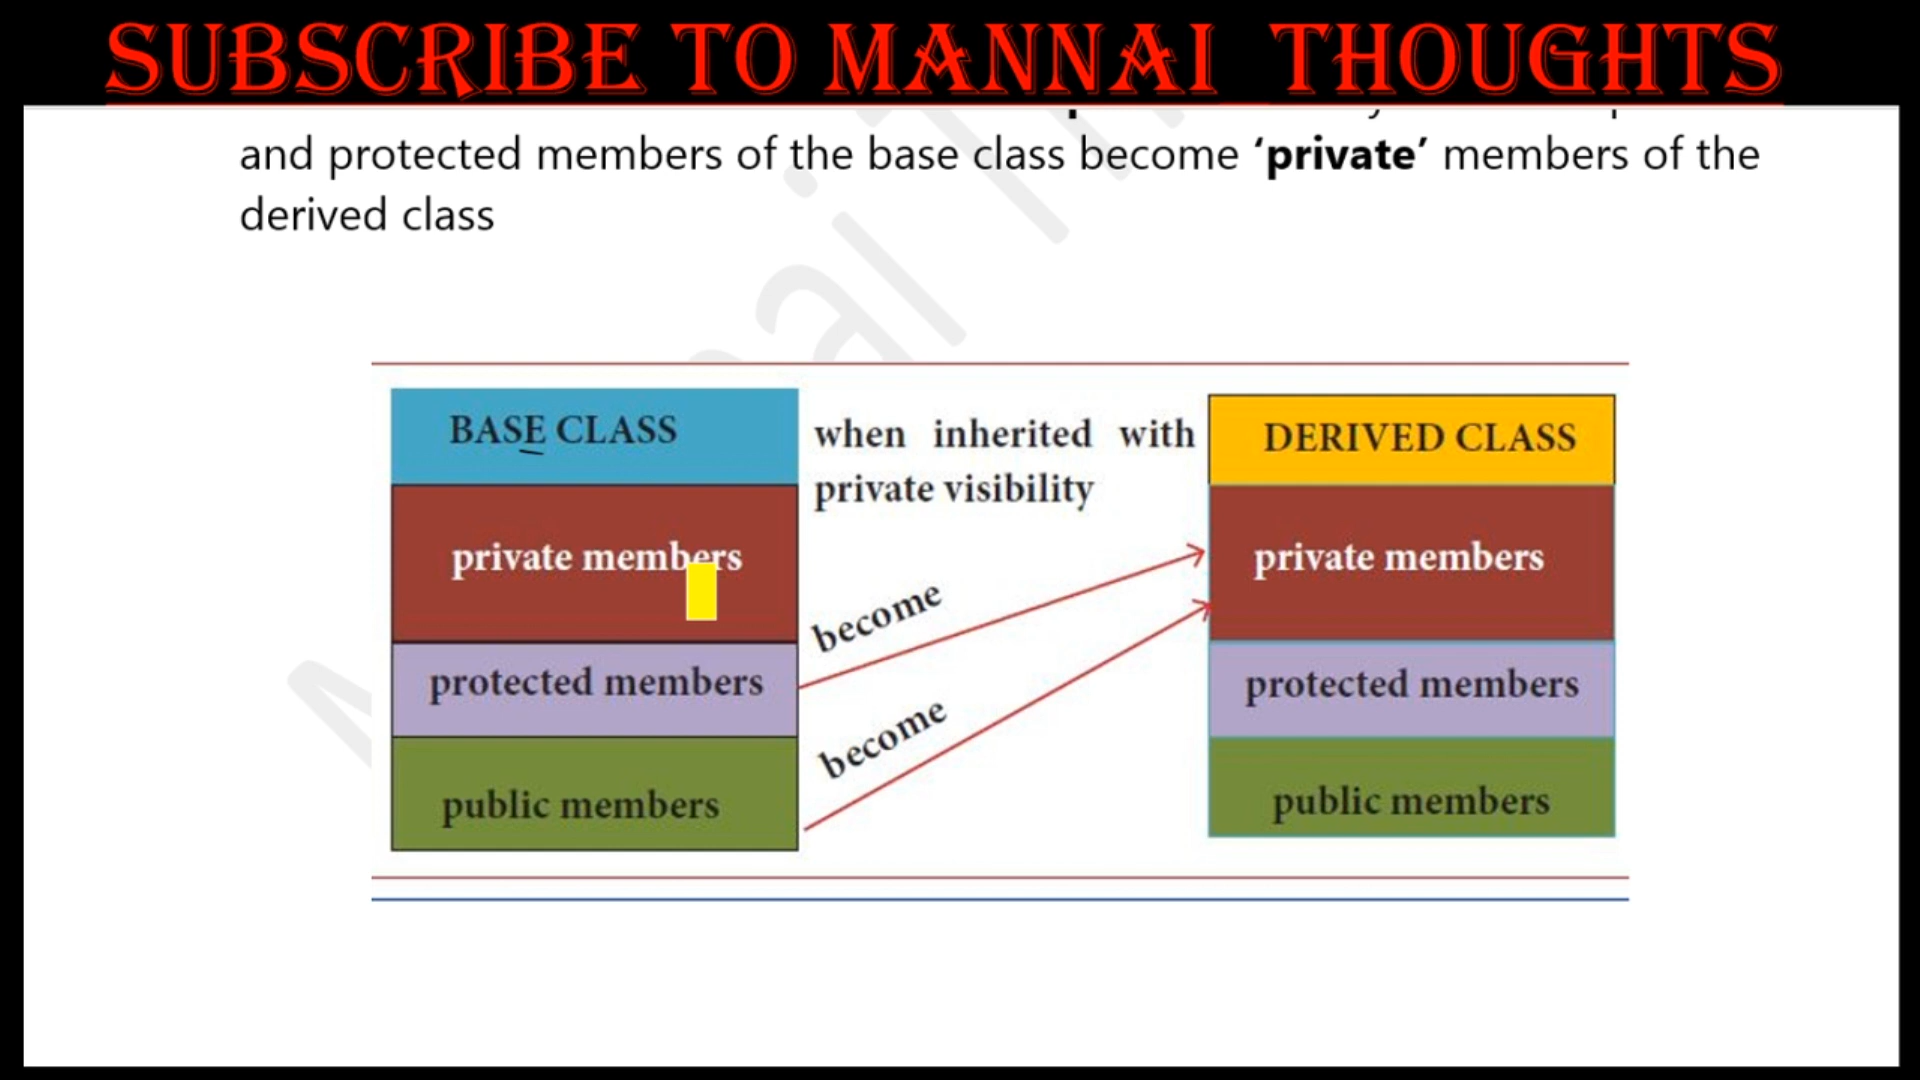 SUBSCRIBE TO MANNAI THOUGHTS
and protected members of the base class become ‘private’ members of the
derived class
BASE CLASS
private members
protected members
public members
when inherited with
private visibility
become
become
DERIVED CLASS
private members
protected members
public members